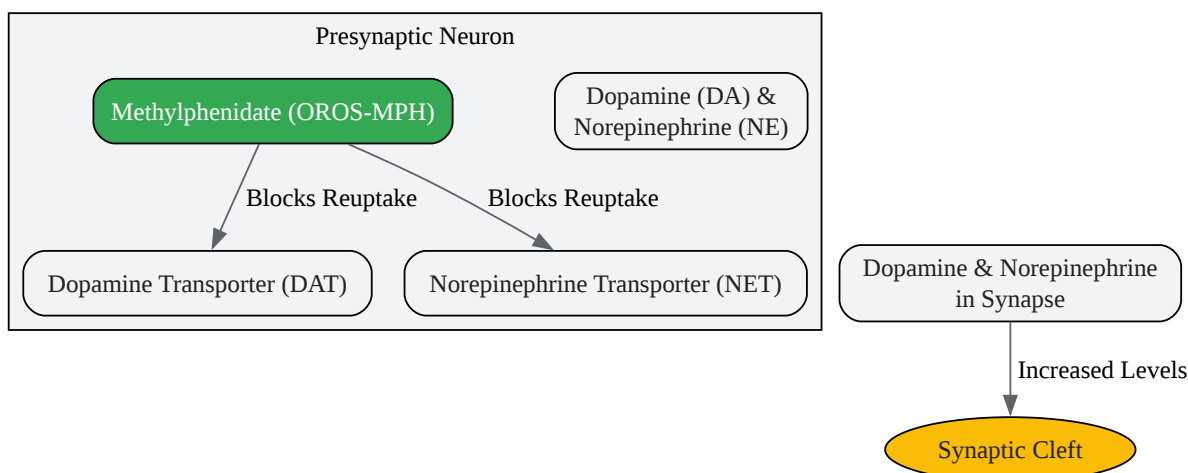 Presynaptic Neuron
Methylphenidate (OROS-MPH)
Dopamine (DA) &
Norepinephrine (NE)
Blocks Reuptake
Blocks Reuptake
Dopamine Transporter (DAT)
Norepinephrine Transporter (NET)
Dopamine & Norepinephrine
in Synapse
Increased Levels
Synaptic Cleft